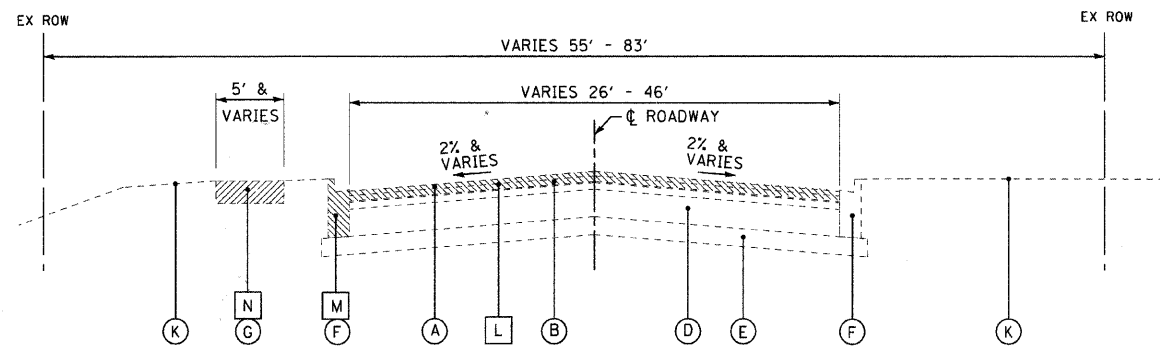 EX ROW
EX ROW
VARIES 55' - 83'
5' &
VARIES
VARIES 26' - 46'
℄ ROADWAY
2% &
VARIES
2% &
VARIES
N
M
K
G
F
A
L
B
D
E
F
K